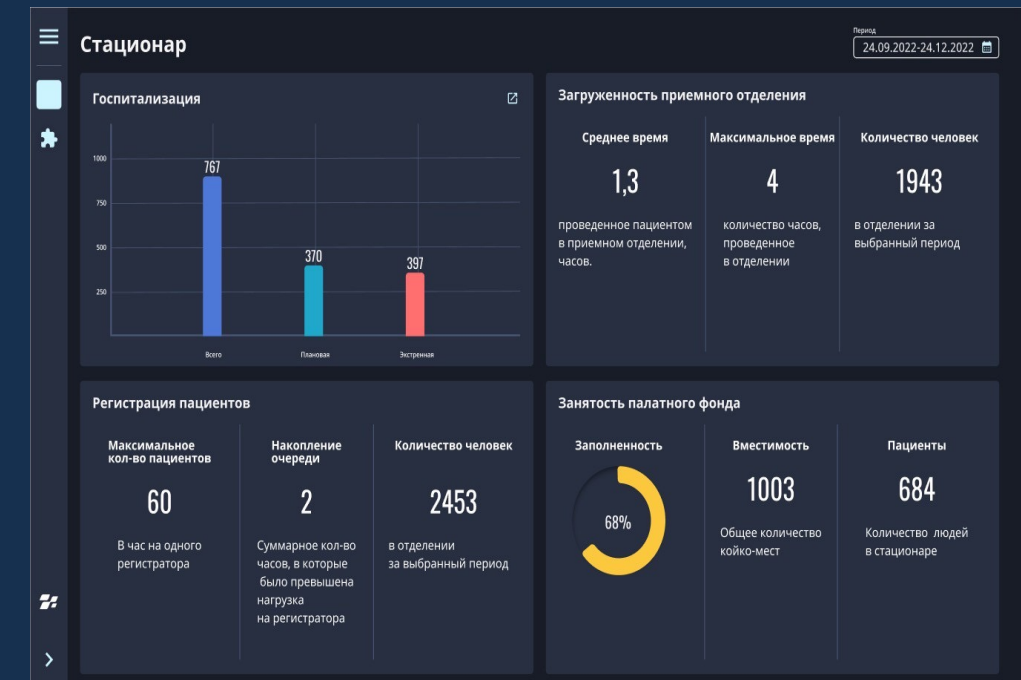 Стационар
Период
24.09.2022-24.12.2022
Госпитализация
1000
750
500
250
767
370
397
Всего
Плановая
Экстренная
Загруженность приемного отделения
Среднее время
1,3
проведенное пациентом
в приемном отделении,
часов.
Максимальное время
4
количество часов,
проведенное
в отделении
Количество человек
1943
в отделении за
выбранный период
Регистрация пациентов
Максимальное
кол-во пациентов
60
В час на одного
регистратора
Накопление
очереди
2
Суммарное кол-во
часов, в которые
было превышена
нагрузка
на регистратора
Количество человек
2453
в отделении
за выбранный период
Занятость палатного фонда
Заполненность
68%
Вместимость
1003
Общее количество
койко-мест
Пациенты
684
Количество людей
в стационаре